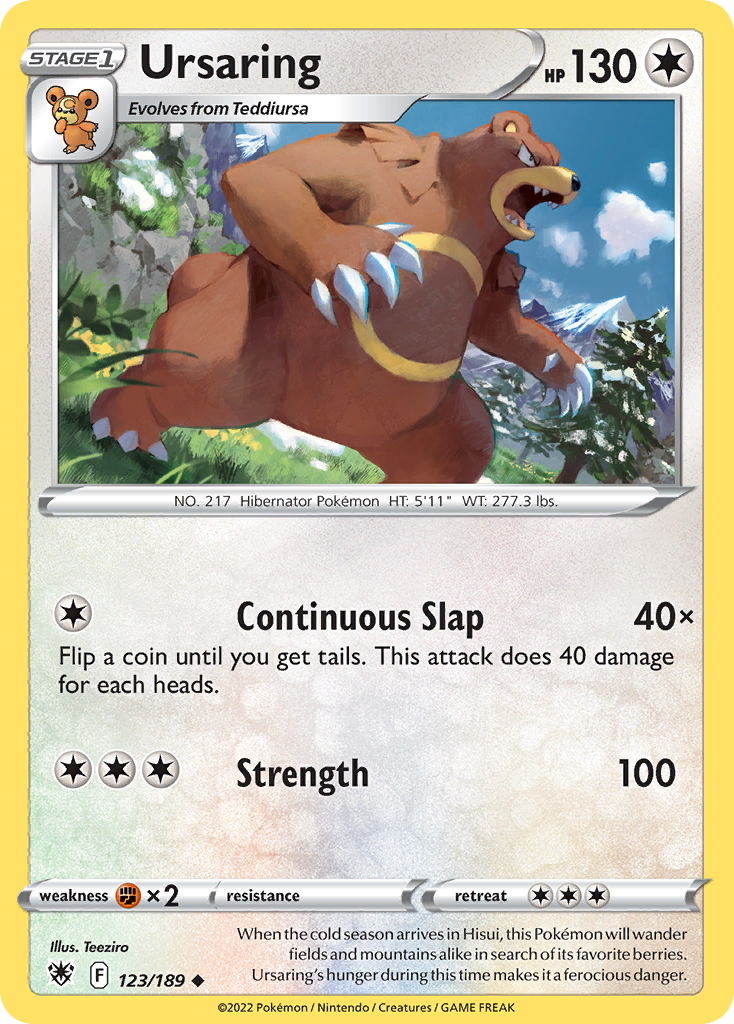 STAGE1
Ursaring
HP 130
Evolves from Teddiursa
NO. 217 Hibernator Pokémon HT: 5'11" WT: 277.3 lbs.
Continuous Slap 40×
Flip a coin until you get tails. This attack does 40 damage
for each heads.
Strength 100
weakness ×2 resistance retreat
Illus. Teeziro
When the cold season arrives in Hisui, this Pokémon will wander
fields and mountains alike in search of its favorite berries.
Ursaring's hunger during this time makes it a ferocious danger.
F 123/189
©2022 Pokémon / Nintendo / Creatures / GAME FREAK